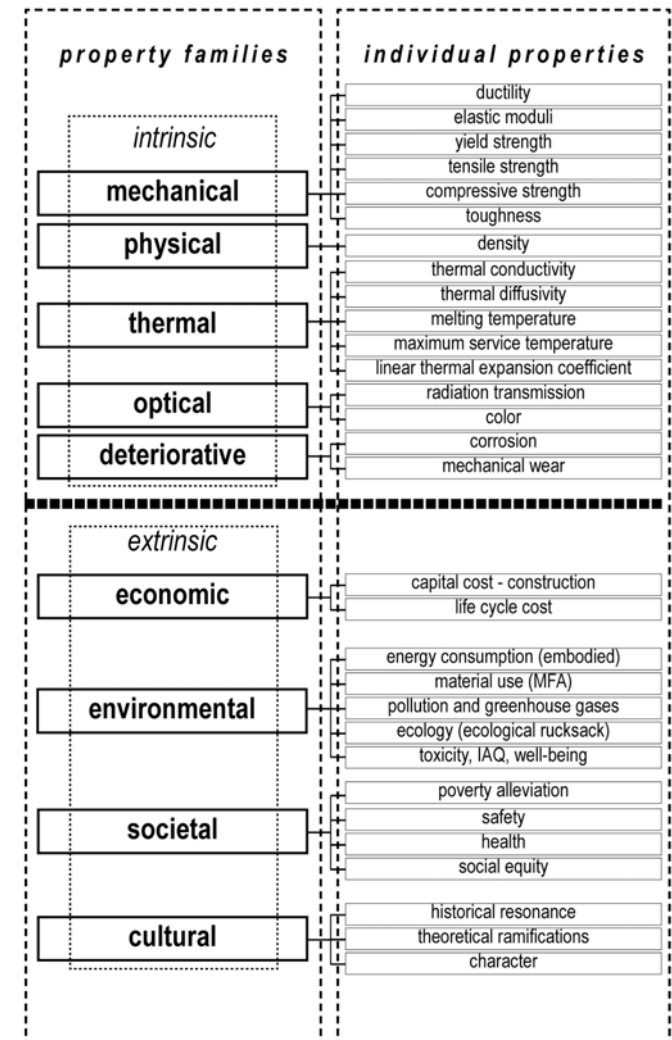 property families
individual properties
intrinsic
mechanical
ductility
elastic moduli
yield strength
tensile strength
compressive strength
toughness
physical
density
thermal
thermal conductivity
thermal diffusivity
melting temperature
maximum service temperature
linear thermal expansion coefficient
optical
radiation transmission
color
deteriorative
corrosion
mechanical wear
extrinsic
economic
capital cost - construction
life cycle cost
environmental
energy consumption (embodied)
material use (MFA)
pollution and greenhouse gases
ecology (ecological rucksack)
toxicity, IAQ, well-being
societal
poverty alleviation
safety
health
social equity
cultural
historical resonance
theoretical ramifications
character